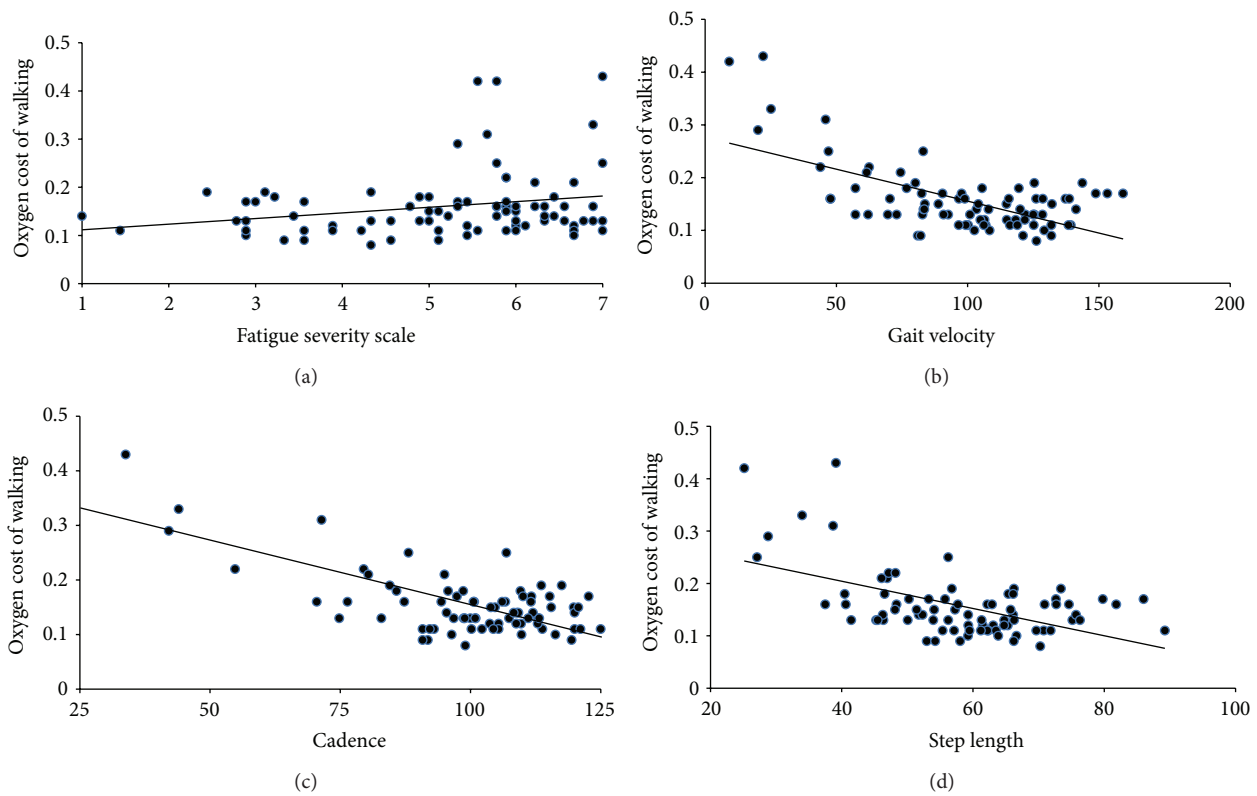 0.5
0.4
0.3
0.2
0.1
0
Oxygen cost of walking
1 2 3 4 5 6 7
Fatigue severity scale
(a)
0.5
0.4
0.3
0.2
0.1
0
Oxygen cost of walking
0 50 100 150 200
Gait velocity
(b)
0.5
0.4
0.3
0.2
0.1
0
Oxygen cost of walking
25 50 75 100 125
Cadence
(c)
0.5
0.4
0.3
0.2
0.1
0
Oxygen cost of walking
20 40 60 80 100
Step length
(d)